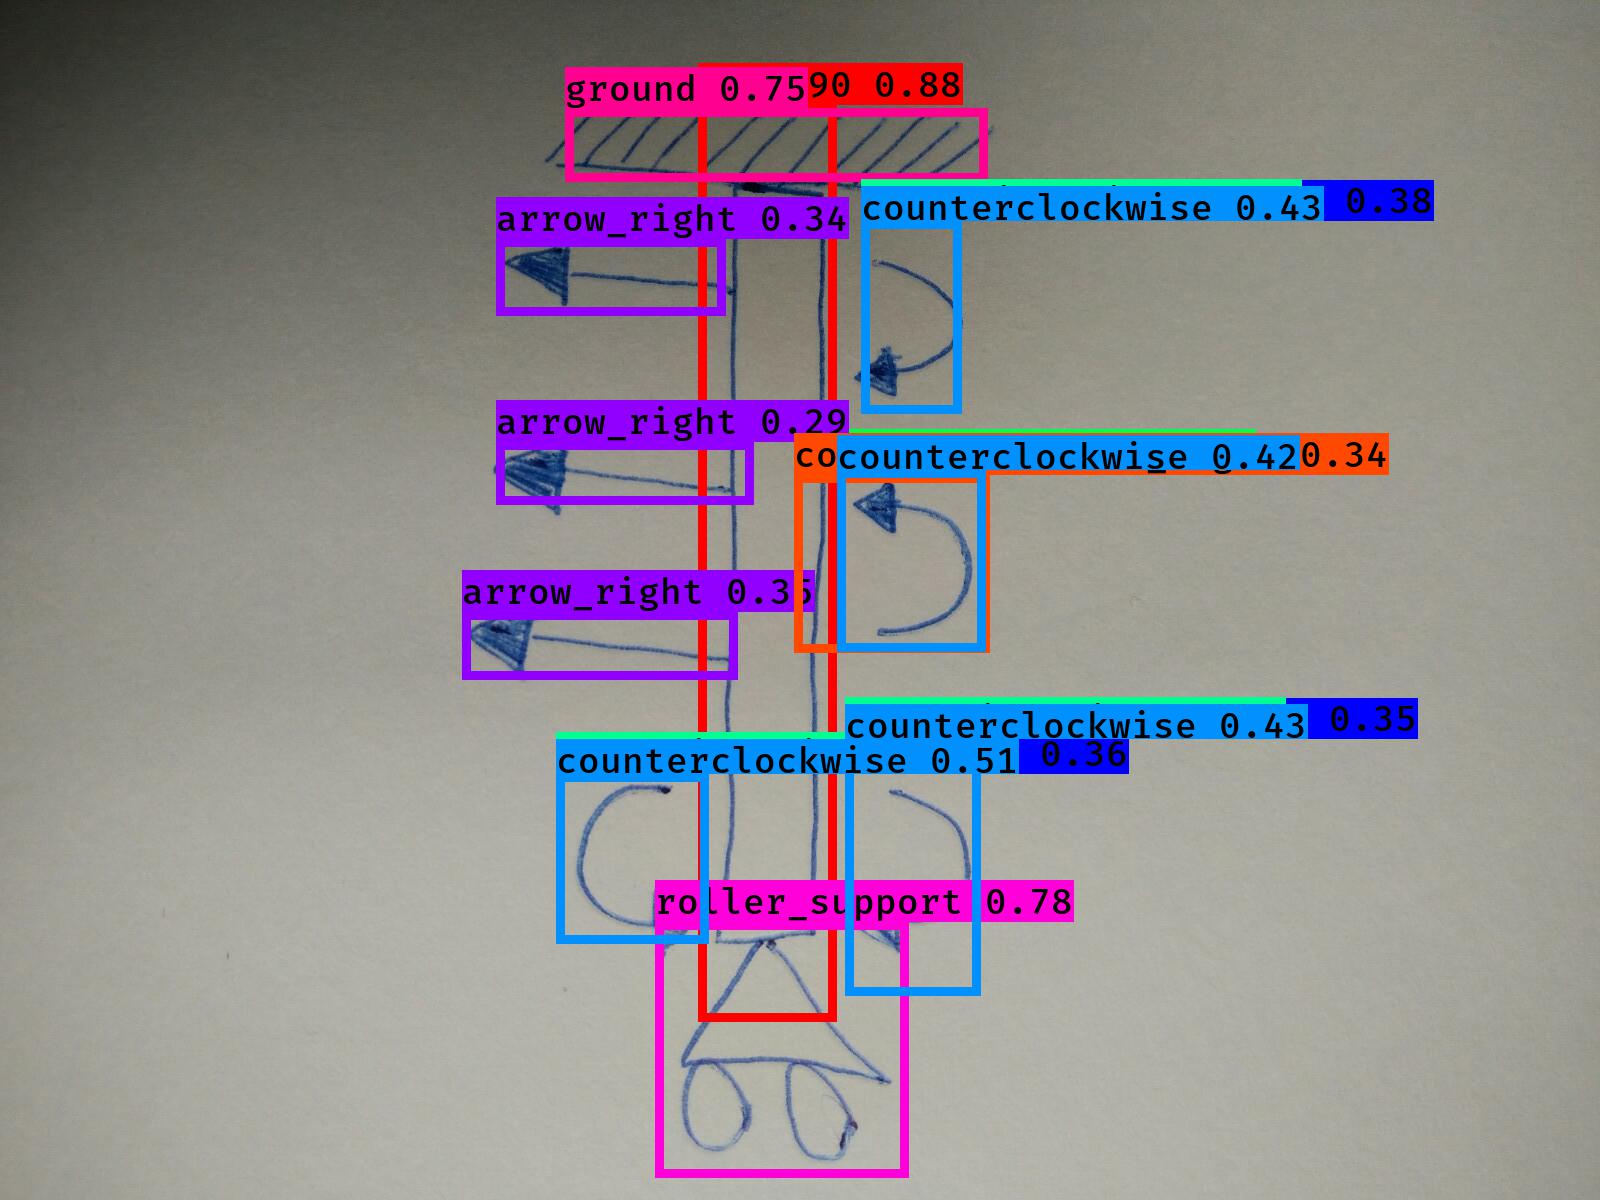 ground 0.75
90 0.88
arrow_right 0.34
counterclockwise 0.43
0.38
arrow_right 0.29
co
counterclockwise 0.42
0.34
arrow_right 0.35
counterclockwise 0.43
0.35
counterclockwise 0.51
0.36
roller_support 0.78